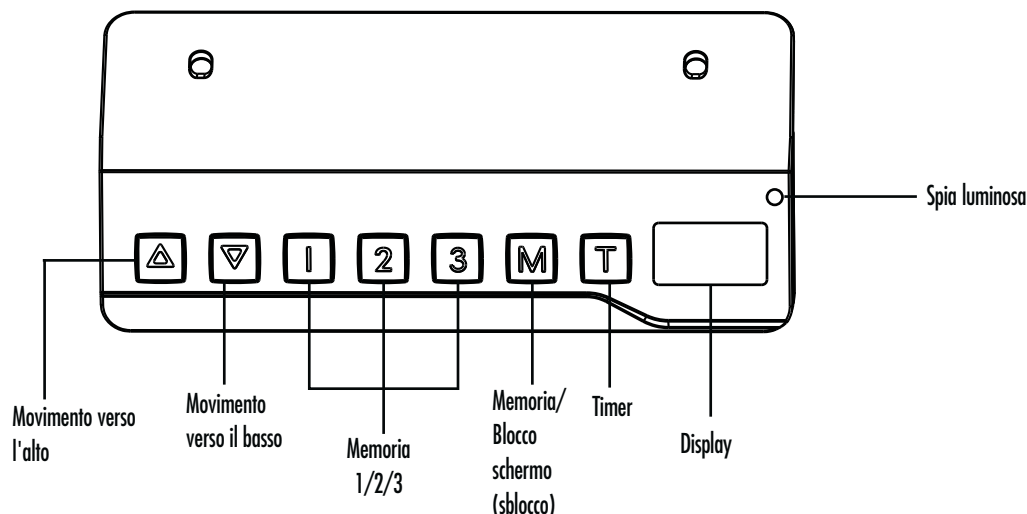 Spia luminosa
1 2 3 M T
Movimento verso
l'alto
Movimento
verso il basso
Memoria
1/2/3
Memoria/
Blocco
schermo
(sblocco)
Timer
Display